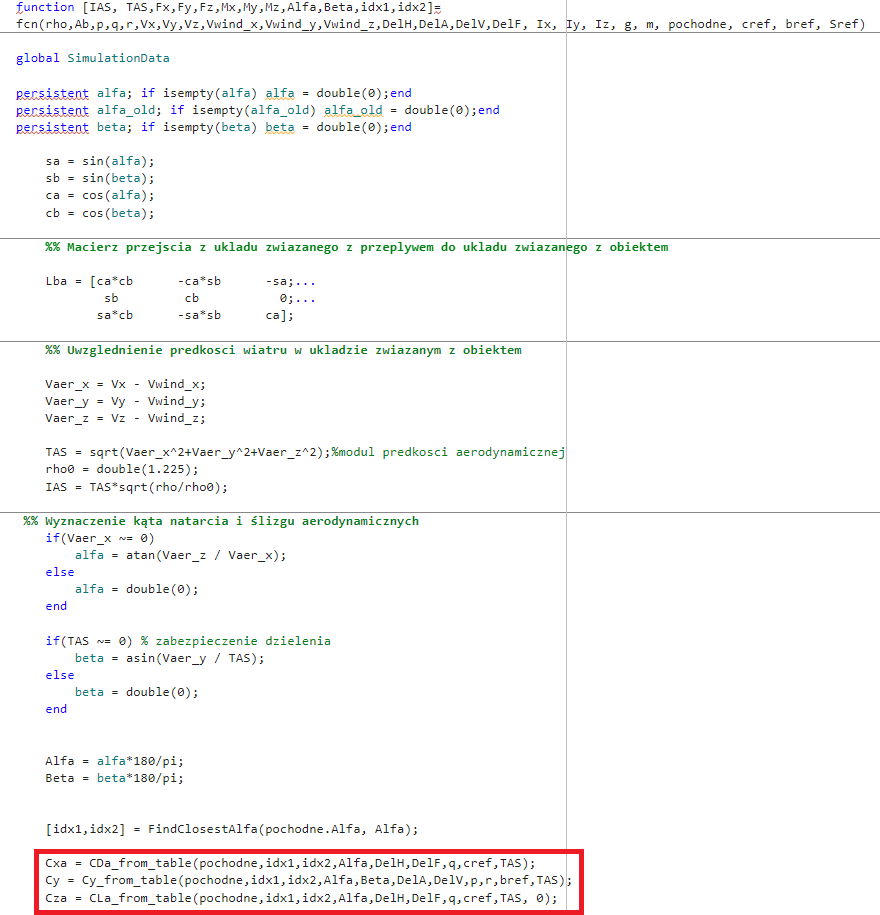 function [IAS, TAS,Fx,Fy,Fz,Mx,My,Mz,Alfa,Beta,idx1,idx2]=
fcn(rho,Ab,p,q,r,Vx,Vy,Vz,Vwind_x,Vwind_y,Vwind_z,DelH,DelA,DelV,DelF, Ix, Iy, Iz, g, m, pochodne, cref, bref, Sref)
global SimulationData
persistent alfa; if isempty(alfa) alfa = double(0);end
persistent alfa_old; if isempty(alfa_old) alfa_old = double(0);end
persistent beta; if isempty(beta) beta = double(0);end
sa = sin(alfa);
sb = sin(beta);
ca = cos(alfa);
cb = cos(beta);
%% Macierz przejscia z ukladu zwiazanego z przeplywem do ukladu zwiazanego z obiektem
Lba = [ca*cb -ca*sb -sa;...
sb cb 0;...
sa*cb -sa*sb ca];
%% Uwzglednienie predkosci wiatru w ukladzie zwiazanym z obiektem
Vaer_x = Vx - Vwind_x;
Vaer_y = Vy - Vwind_y;
Vaer_z = Vz - Vwind_z;
TAS = sqrt(Vaer_x^2+Vaer_y^2+Vaer_z^2);%modul predkosci aerodynamicznej
rho0 = double(1.225);
IAS = TAS*sqrt(rho/rho0);
%% Wyznaczenie kąta natarcia i ślizgu aerodynamicznych
if(Vaer_x ~= 0)
alfa = atan(Vaer_z / Vaer_x);
else
alfa = double(0);
end
if(TAS ~= 0) % zabezpieczenie dzielenia
beta = asin(Vaer_y / TAS);
else
beta = double(0);
end
Alfa = alfa*180/pi;
Beta = beta*180/pi;
[idx1,idx2] = FindClosestAlfa(pochodne.Alfa, Alfa);
Cxa = CDa_from_table(pochodne,idx1,idx2,Alfa,DelH,DelF,q,cref,TAS);
Cy = Cy_from_table(pochodne,idx1,idx2,Alfa,Beta,DelA,DelV,p,r,bref,TAS);
Cza = CLa_from_table(pochodne,idx1,idx2,Alfa,DelH,DelF,q,cref,TAS, 0);